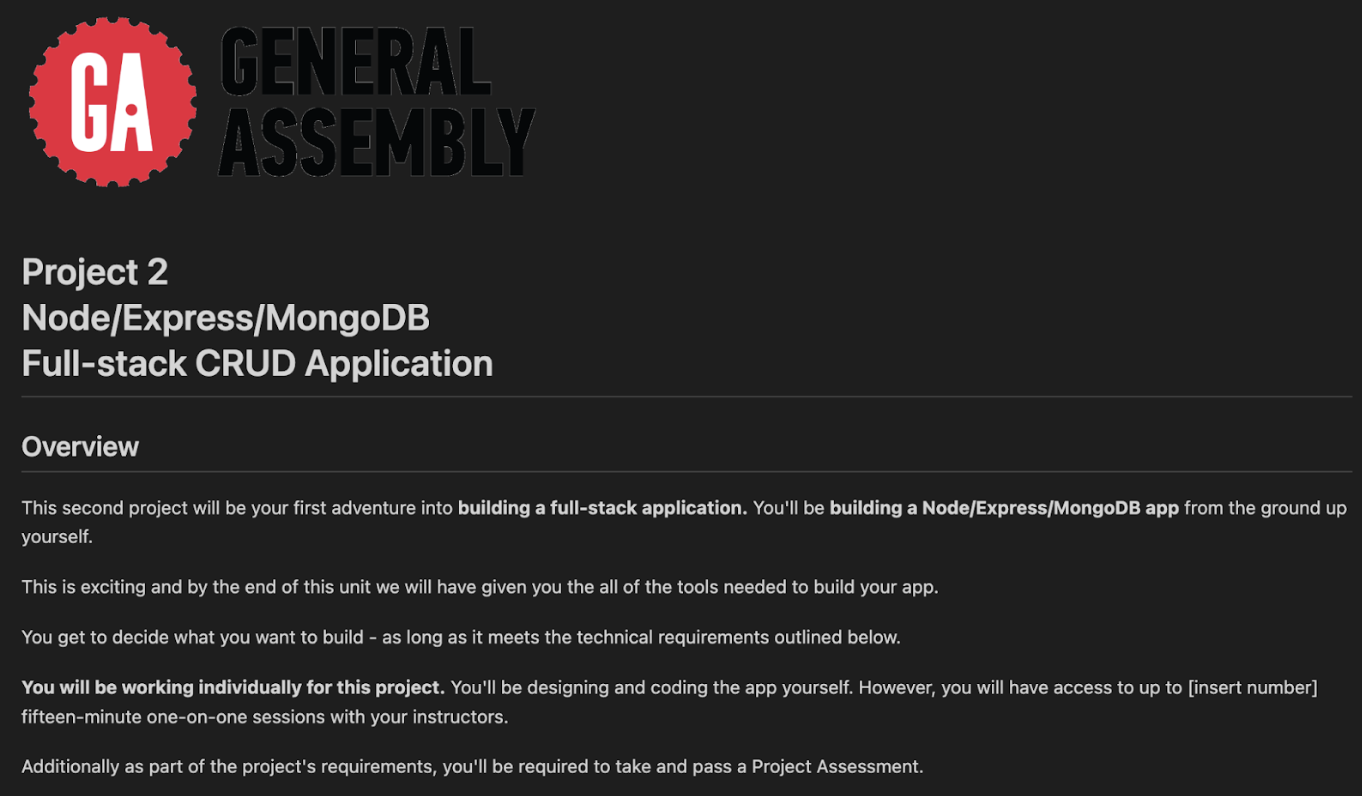 GA
GENERAL
ASSEMBLY
Project 2
Node/Express/MongoDB
Full-stack CRUD Application
Overview
This second project will be your first adventure into building a full-stack application. You'll be building a Node/Express/MongoDB app from the ground up
yourself.
This is exciting and by the end of this unit we will have given you the all of the tools needed to build your app.
You get to decide what you want to build - as long as it meets the technical requirements outlined below.
You will be working individually for this project. You'll be designing and coding the app yourself. However, you will have access to up to [insert number]
fifteen-minute one-on-one sessions with your instructors.
Additionally as part of the project's requirements, you'll be required to take and pass a Project Assessment.